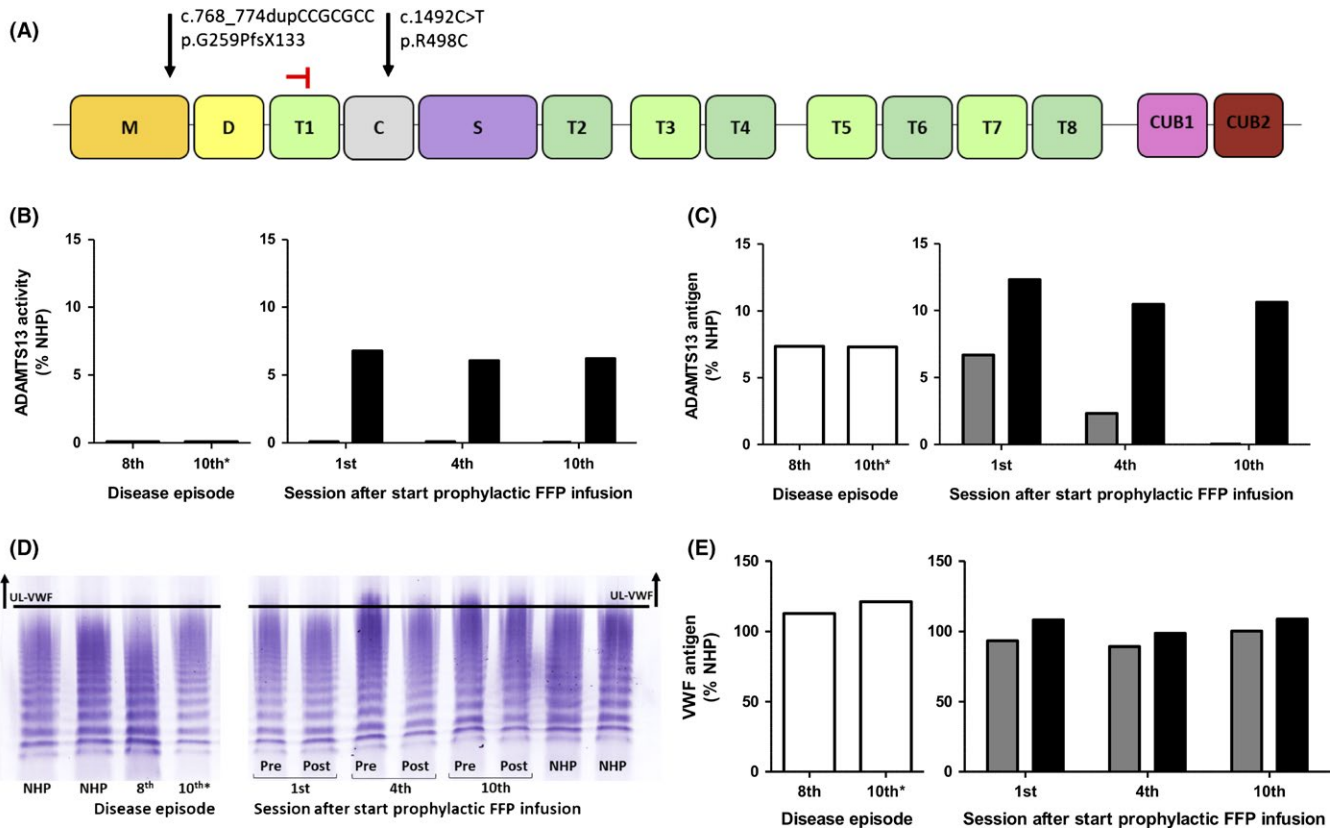 (A)
c.768_774dupCCGCGCC
p.G259PfsX133
c.1492C>T
p.R498C
M D T1 C S T2 T3 T4 T5 T6 T7 T8 CUB1 CUB2
(B)
ADAMTS13 activity
(% NHP)
15
10
5
0
8th 10th*
Disease episode
15
10
5
0
1st 4th 10th
Session after start prophylactic FFP infusion
(C)
ADAMTS13 antigen
(% NHP)
15
10
5
0
8th 10th*
Disease episode
15
10
5
0
1st 4th 10th
Session after start prophylactic FFP infusion
(D)
UL-VWF
UL-VWF
NHP NHP 8th 10th*
Disease episode
Pre Post Pre Post Pre Post NHP NHP
1st 4th 10th
Session after start prophylactic FFP infusion
(E)
VWF antigen
(% NHP)
150
100
50
0
8th 10th*
Disease episode
150
100
50
0
1st 4th 10th
Session after start prophylactic FFP infusion